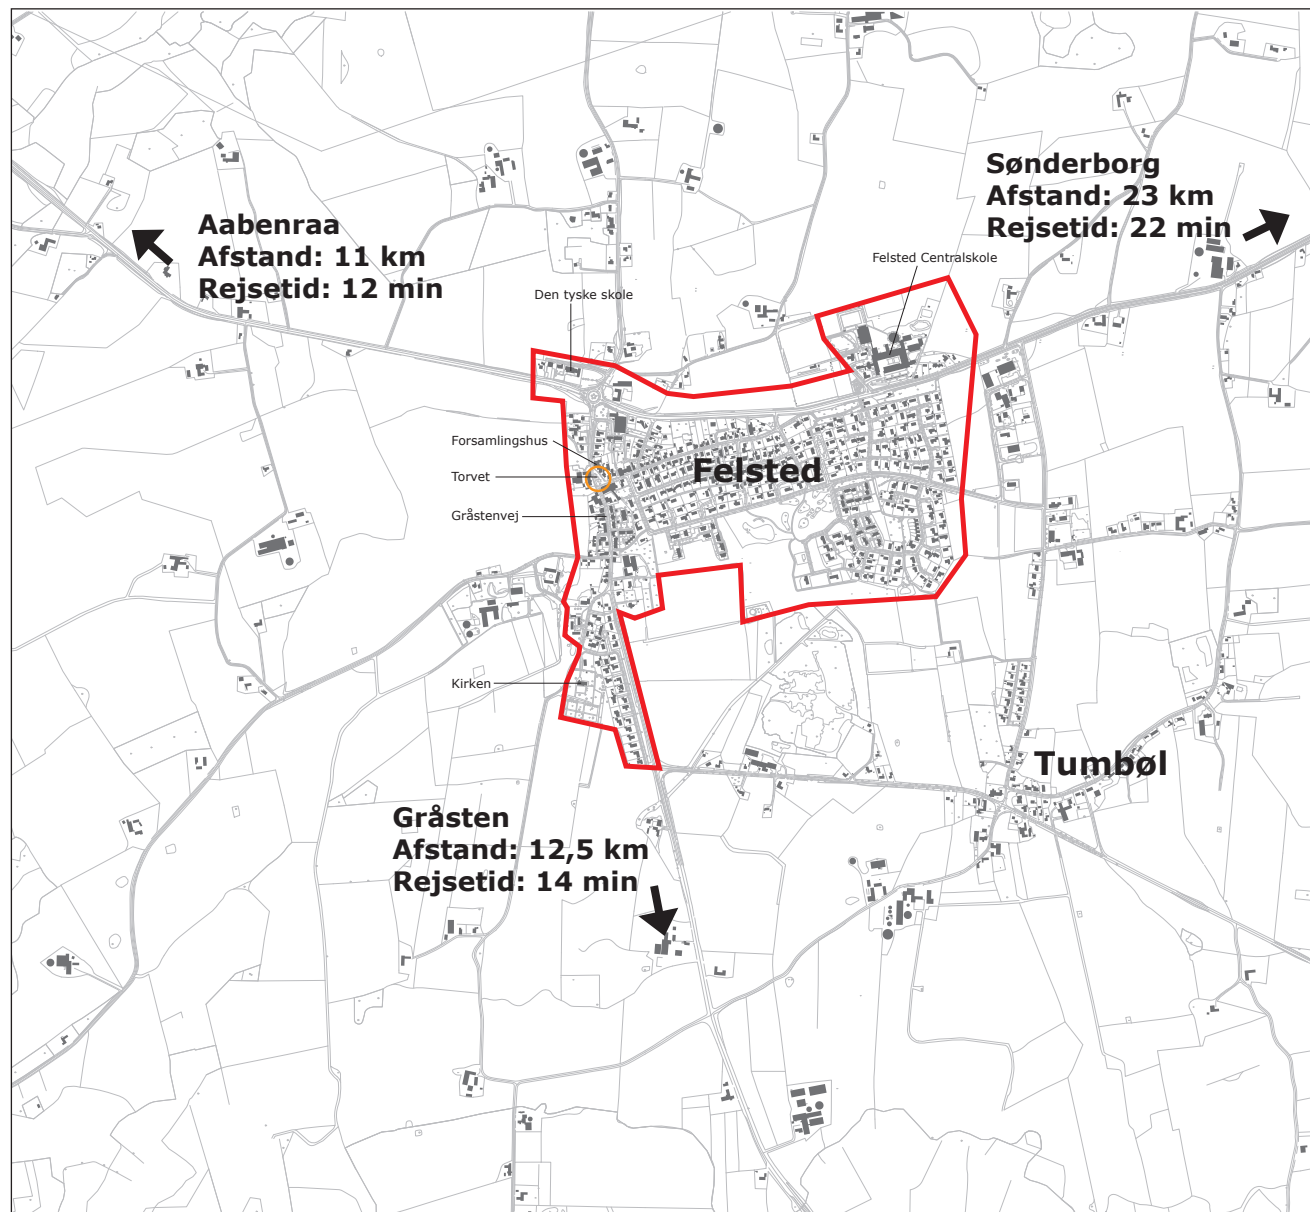 Sønderborg
Afstand: 23 km
Rejsetid: 22 min
Aabenraa
Afstand: 11 km
Rejsetid: 12 min
Felsted Centralskole
Den tyske skole
Forsamlingshus
Felsted
Torvet
Gråstenvej
Kirken
Tumbøl
Gråsten
Afstand: 12,5 km
Rejsetid: 14 min